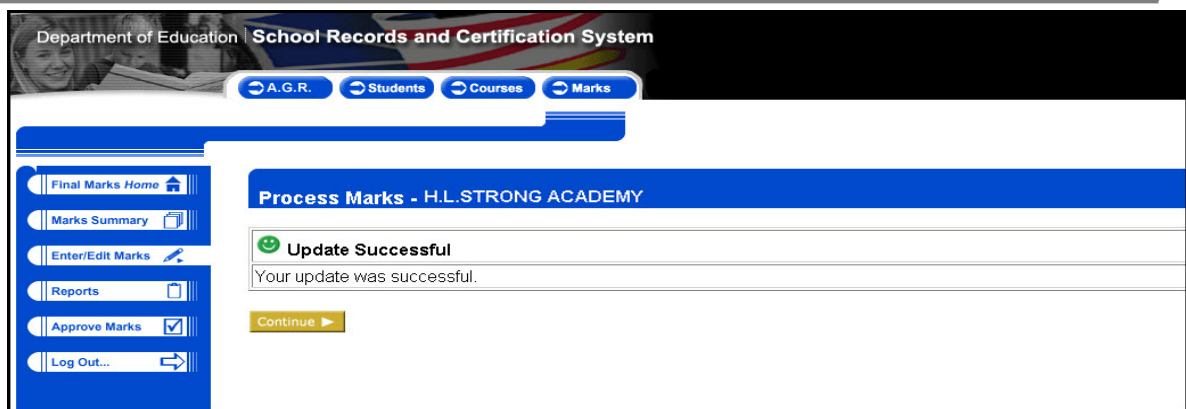 Department of Education | School Records and Certification System
A.G.R. Students Courses Marks
Final Marks Home
Marks Summary
Enter/Edit Marks
Reports
Approve Marks
Log Out...
Process Marks - H.L.STRONG ACADEMY
Update Successful
Your update was successful.
Continue